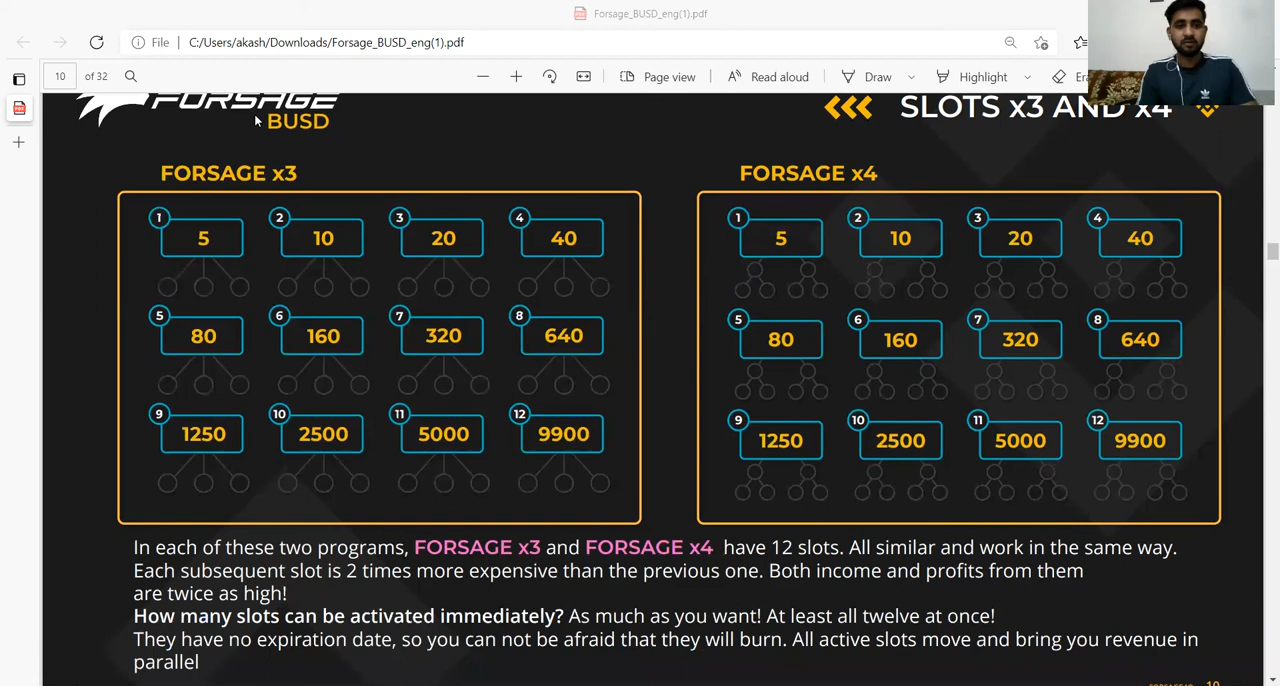 Forsage_BUSD_eng(1).pdf
File C:/Users/akash/Downloads/Forsage_BUSD_eng(1).pdf
10 of 32 Page view Read aloud Draw Highlight
FORSAGE
BUSD
SLOTS x3 AND x4
FORSAGE x3
1 2 3 4
5 10 20 40
5 6 7 8
80 160 320 640
9 10 11 12
1250 2500 5000 9900
FORSAGE x4
1 2 3 4
5 10 20 40
5 6 7 8
80 160 320 640
9 10 11 12
1250 2500 5000 9900
In each of these two programs, FORSAGE x3 and FORSAGE x4 have 12 slots. All similar and work in the same way.
Each subsequent slot is 2 times more expensive than the previous one. Both income and profits from them
are twice as high!
How many slots can be activated immediately? As much as you want! At least all twelve at once!
They have no expiration date, so you can not be afraid that they will burn. All active slots move and bring you revenue in
parallel